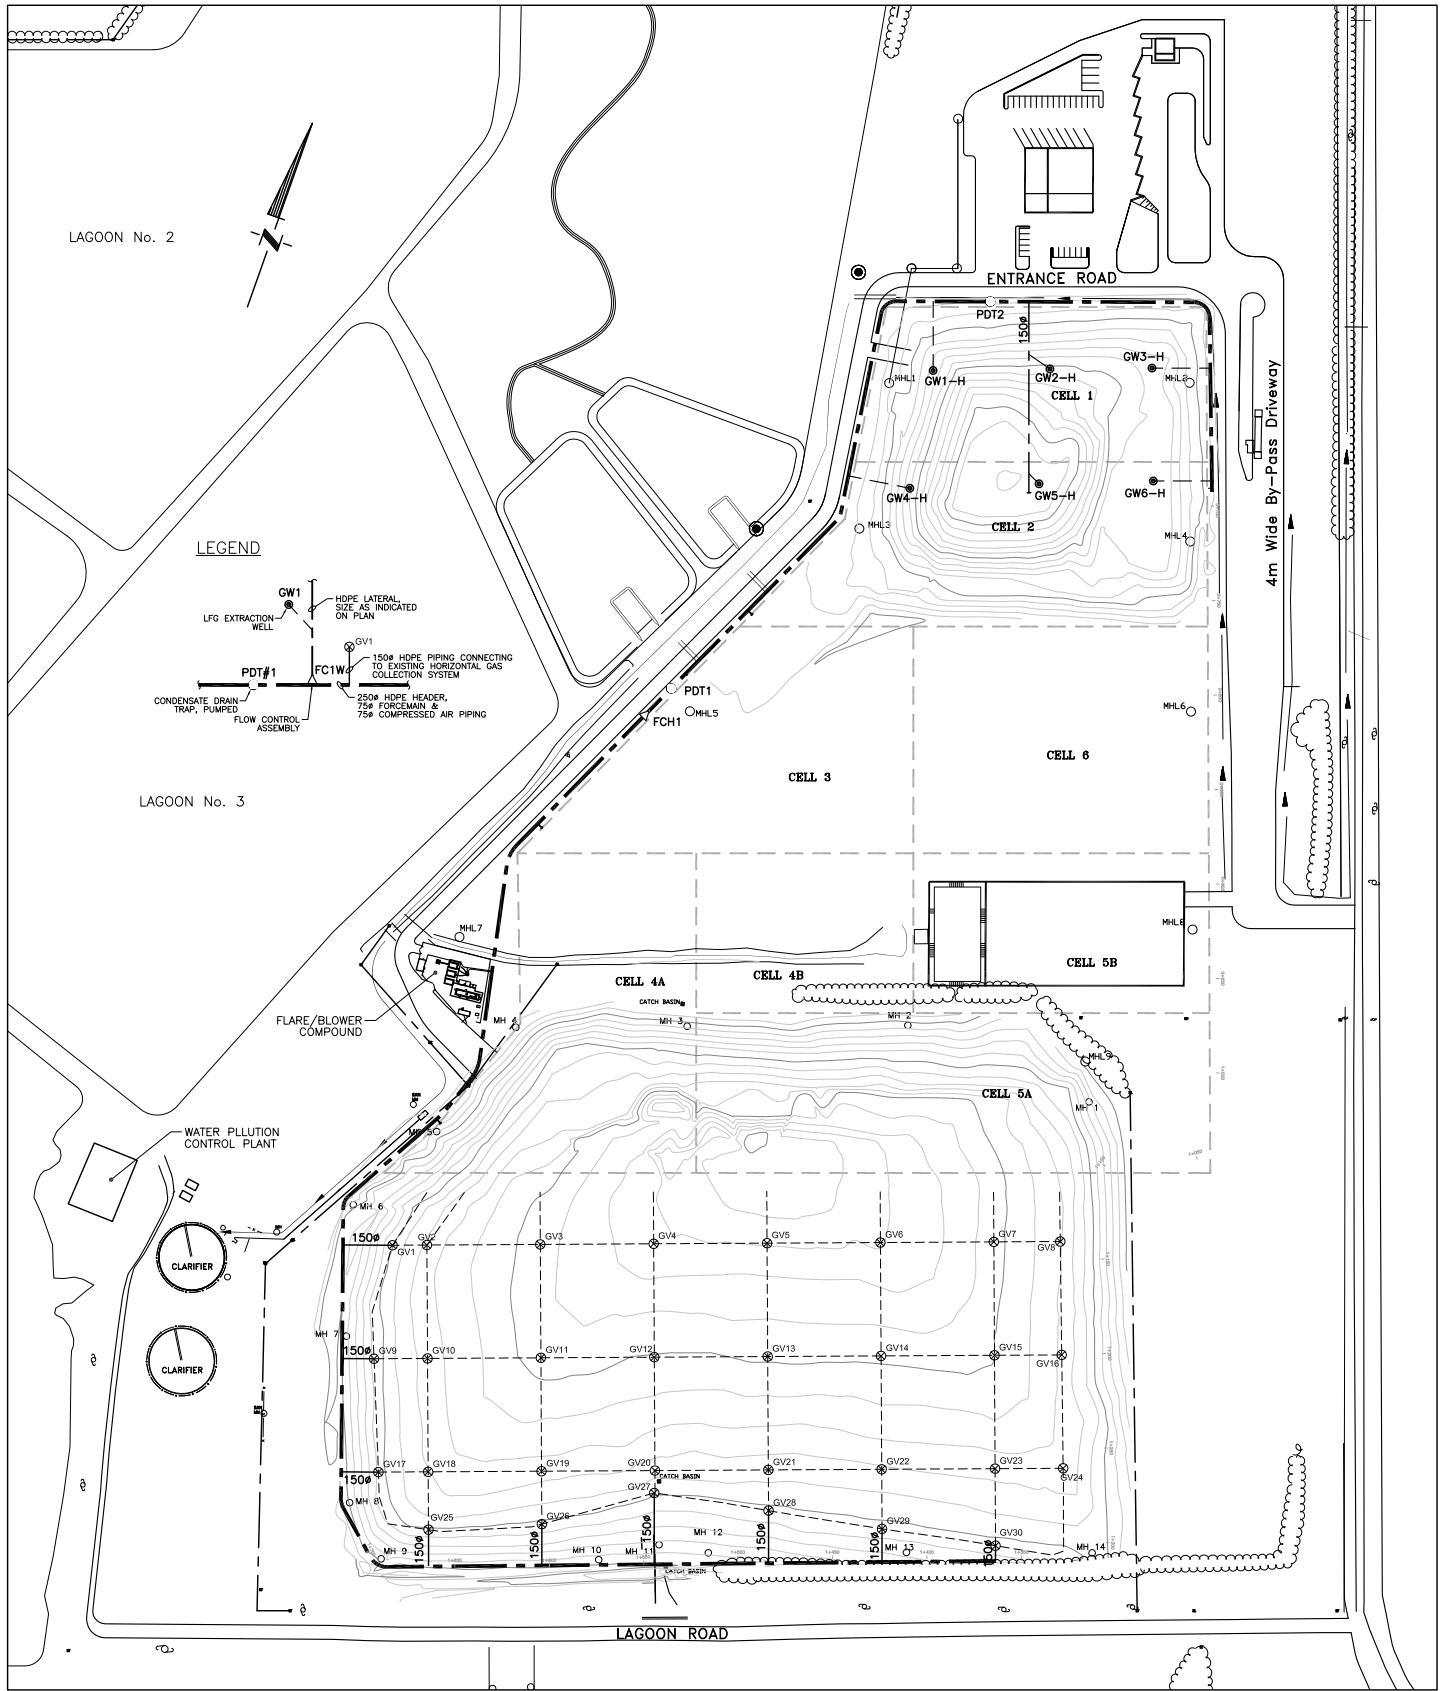 LAGOON No. 2
ENTRANCE ROAD
PDT2
150ø
GW3-H
MHL1
GW1-H
GW2-H
MHL2
CELL 1
4m Wide By-Pass Driveway
GW4-H
GW5-H
GW6-H
MHL3
CELL 2
MHL4
LEGEND
GW1
HDPE LATERAL,
SIZE AS INDICATED
ON PLAN
LFG EXTRACTION
WELL
GV1
150ø HDPE PIPING CONNECTING
TO EXISTING HORIZONTAL GAS
COLLECTION SYSTEM
PDT#1
FC1W
CONDENSATE DRAIN
TRAP, PUMPED
250ø HDPE HEADER,
75ø FORCEMAIN &
75ø COMPRESSED AIR PIPING
FLOW CONTROL
ASSEMBLY
PDT1
FCH1
MHL5
MHL6
CELL 3
CELL 6
LAGOON No. 3
MHL7
MHL8
CELL 4A
CELL 4B
CELL 5B
CATCH BASIN
FLARE/BLOWER
COMPOUND
MH 4
MH 3
MH 2
MHL9
CELL 5A
MH 1
WATER PLLUTION
CONTROL PLANT
MH 5
MH 6
150ø
GV1
GV2
GV3
GV4
GV5
GV6
GV7
GV8
CLARIFIER
MH 7
150ø
GV9
GV10
GV11
GV12
GV13
GV14
GV15
GV16
CLARIFIER
150ø
GV17
GV18
GV19
GV20
GV21
GV22
GV23
GV24
CATCH BASIN
GV27
MH 8
GV25
GV26
GV28
GV29
GV30
150ø
150ø
150ø
150ø
150ø
150ø
MH 9
MH 10
MH 11
MH 12
MH 13
MH 14
CATCH BASIN
LAGOON ROAD